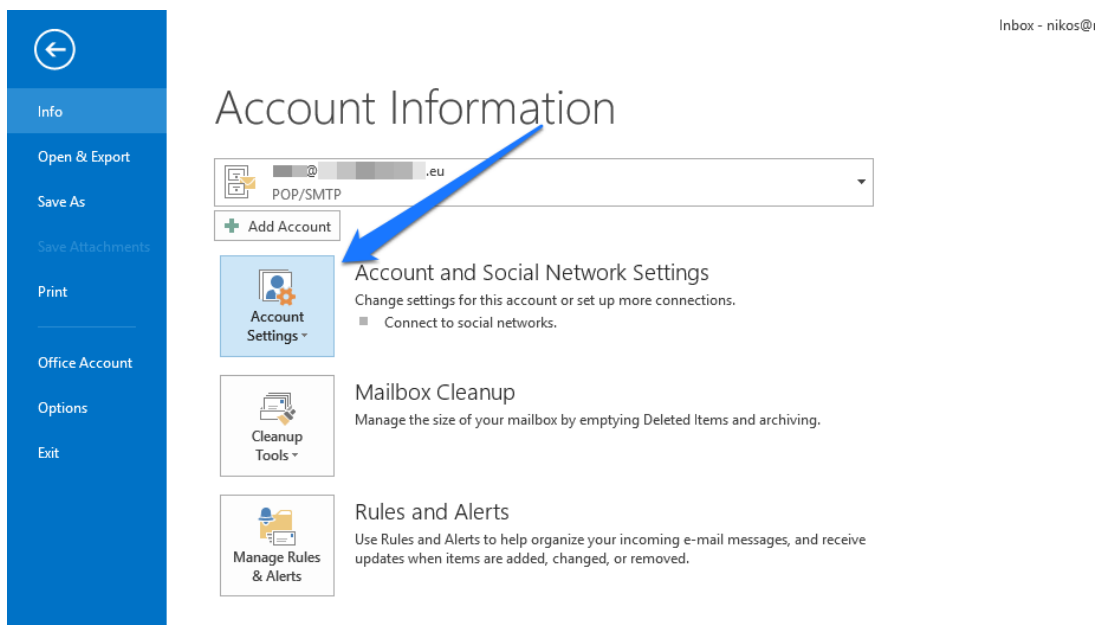 Inbox - nikos@
Info
Open & Export
Save As
Save Attachments
Print
Office Account
Options
Exit
Account Information
@ .eu
POP/SMTP
Add Account
Account
Settings
Account and Social Network Settings
Change settings for this account or set up more connections.
Connect to social networks.
Cleanup
Tools
Mailbox Cleanup
Manage the size of your mailbox by emptying Deleted Items and archiving.
Manage Rules
& Alerts
Rules and Alerts
Use Rules and Alerts to help organize your incoming e-mail messages, and receive
updates when items are added, changed, or removed.